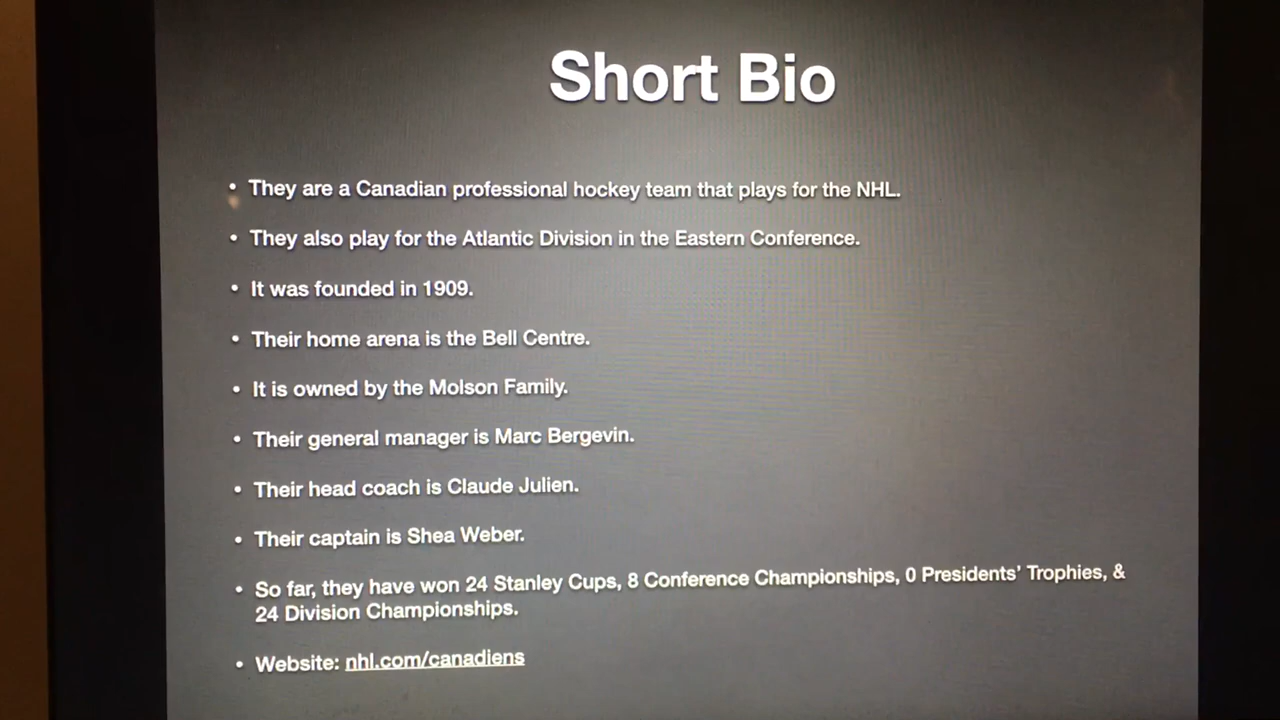 Short Bio
• They are a Canadian professional hockey team that plays for the NHL.
• They also play for the Atlantic Division in the Eastern Conference.
• It was founded in 1909.
• Their home arena is the Bell Centre.
• It is owned by the Molson Family.
• Their general manager is Marc Bergevin.
• Their head coach is Claude Julien.
• Their captain is Shea Weber.
• So far, they have won 24 Stanley Cups, 8 Conference Championships, 0 Presidents’ Trophies, &
24 Division Championships.
• Website: nhl.com/canadiens